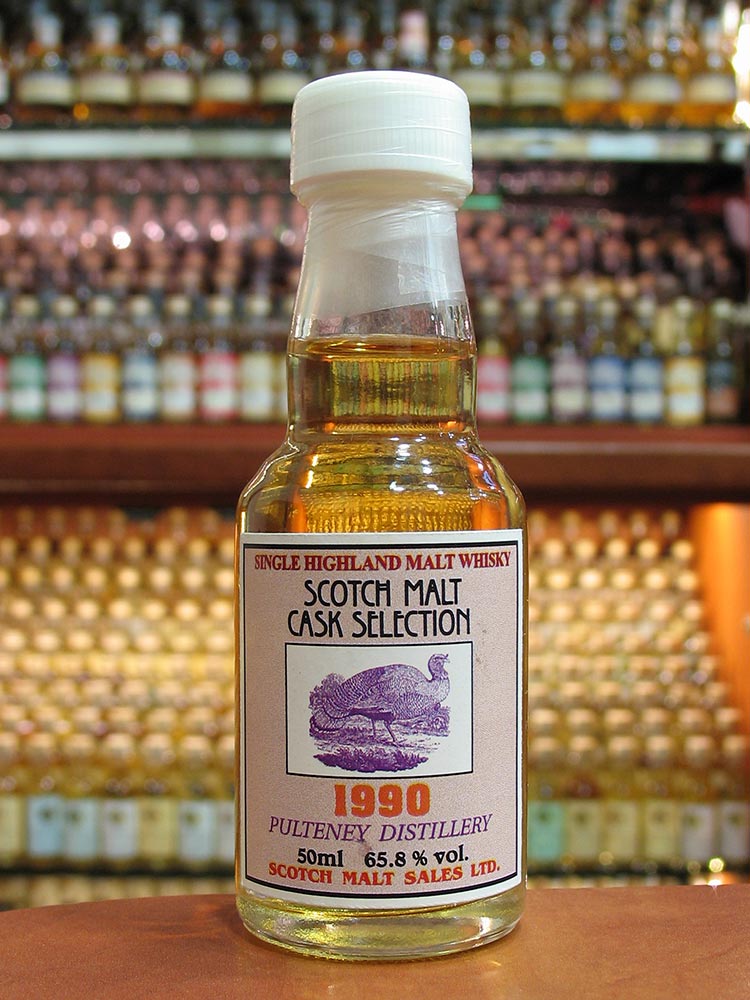 SINGLE HIGHLAND MALT WHISKY
SCOTCH MALT
CASK SELECTION
1990
PULTENEY DISTILLERY
50ml 65.8 % vol.
SCOTCH MALT SALES LTD.